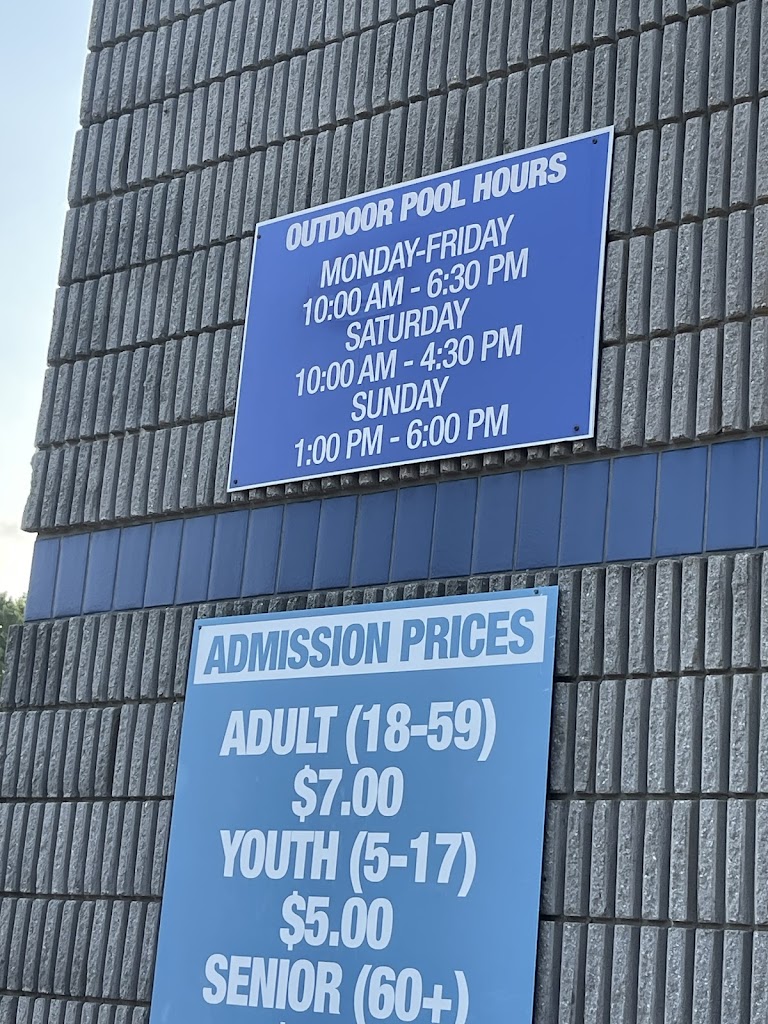 OUTDOOR POOL HOURS
MONDAY-FRIDAY
10:00 AM - 6:30 PM
SATURDAY
10:00 AM - 4:30 PM
SUNDAY
1:00 PM - 6:00 PM
ADMISSION PRICES
ADULT (18-59)
$7.00
YOUTH (5-17)
$5.00
SENIOR (60+)